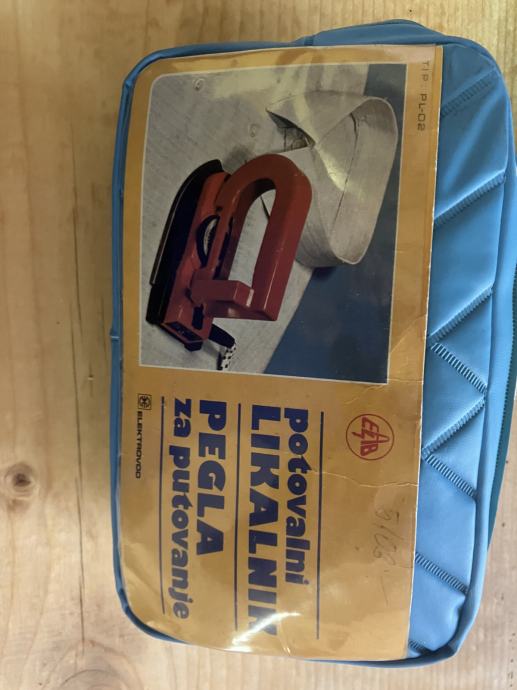 TIP: PL-02
potovalni
LIKALNIK
PEGLA
za putovanje
ELEKTROVOD